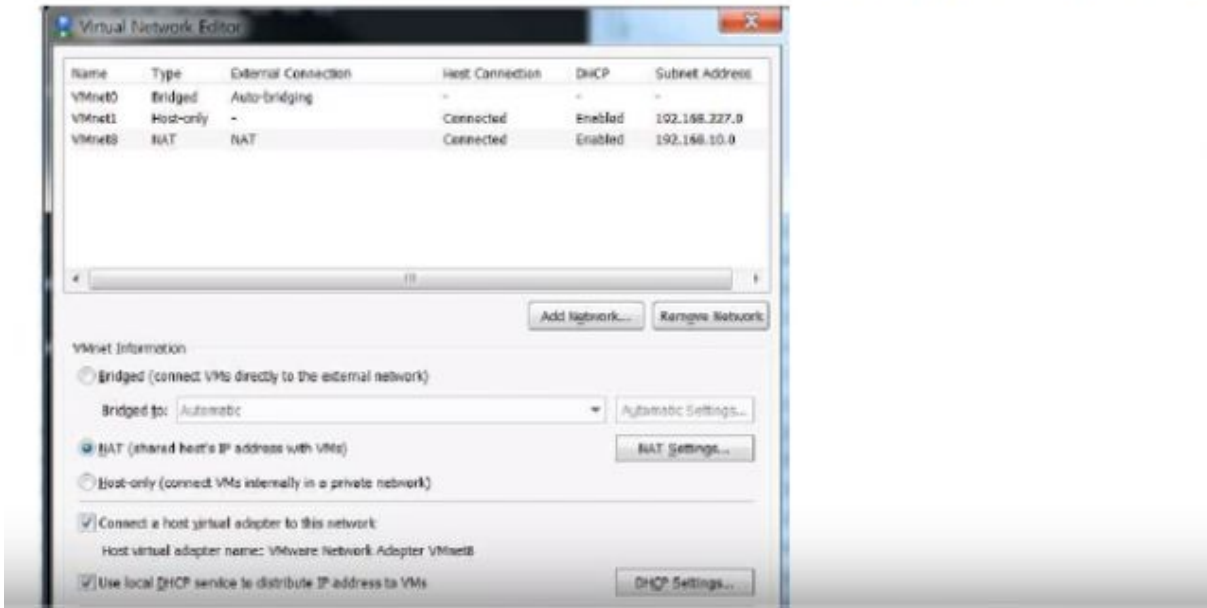 Virtual Network Editor
Name Type External Connection Host Connection DHCP Subnet Address
VMnet0 Bridged Auto-bridging - - -
VMnet1 Host-only - Connected Enabled 192.168.227.0
VMnet8 NAT NAT Connected Enabled 192.168.10.0
Add Network... Remove Network
VMnet Information
Bridged (connect VMs directly to the external network)
Bridged to: Automatic Automatic Settings...
NAT (shared host's IP address with VMs) NAT Settings...
Host-only (connect VMs internally in a private network)
Connect a host virtual adapter to this network
Host virtual adapter name: VMware Network Adapter VMnet8
Use local DHCP service to distribute IP address to VMs DHCP Settings...